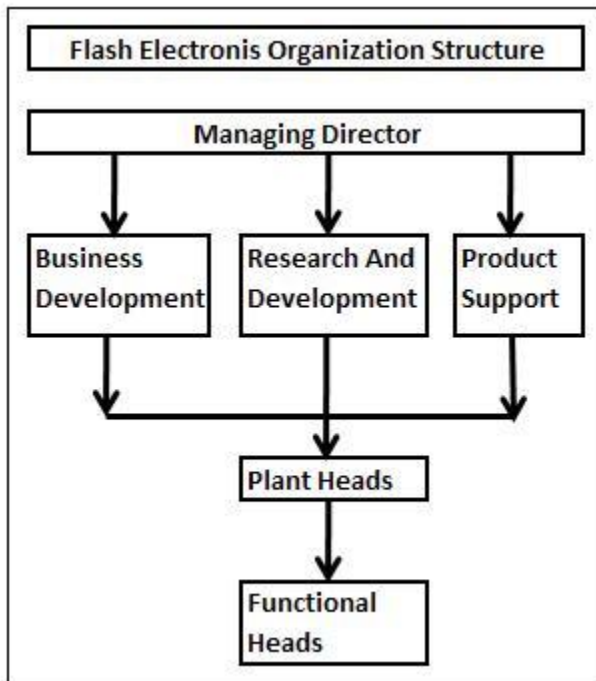 Flash Electronis Organization Structure
Managing Director
Business
Development
Research And
Development
Product
Support
Plant Heads
Functional
Heads